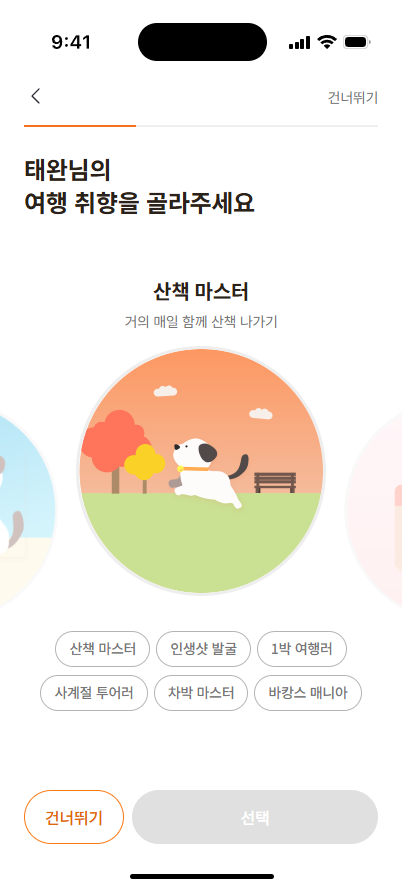 9:41
건너뛰기
태완님의
여행 취향을 골라주세요
산책 마스터
거의 매일 함께 산책 나가기
산책 마스터 인생샷 발굴 1박 여행러
사계절 투어러 차박 마스터 바캉스 매니아
건너뛰기 선택